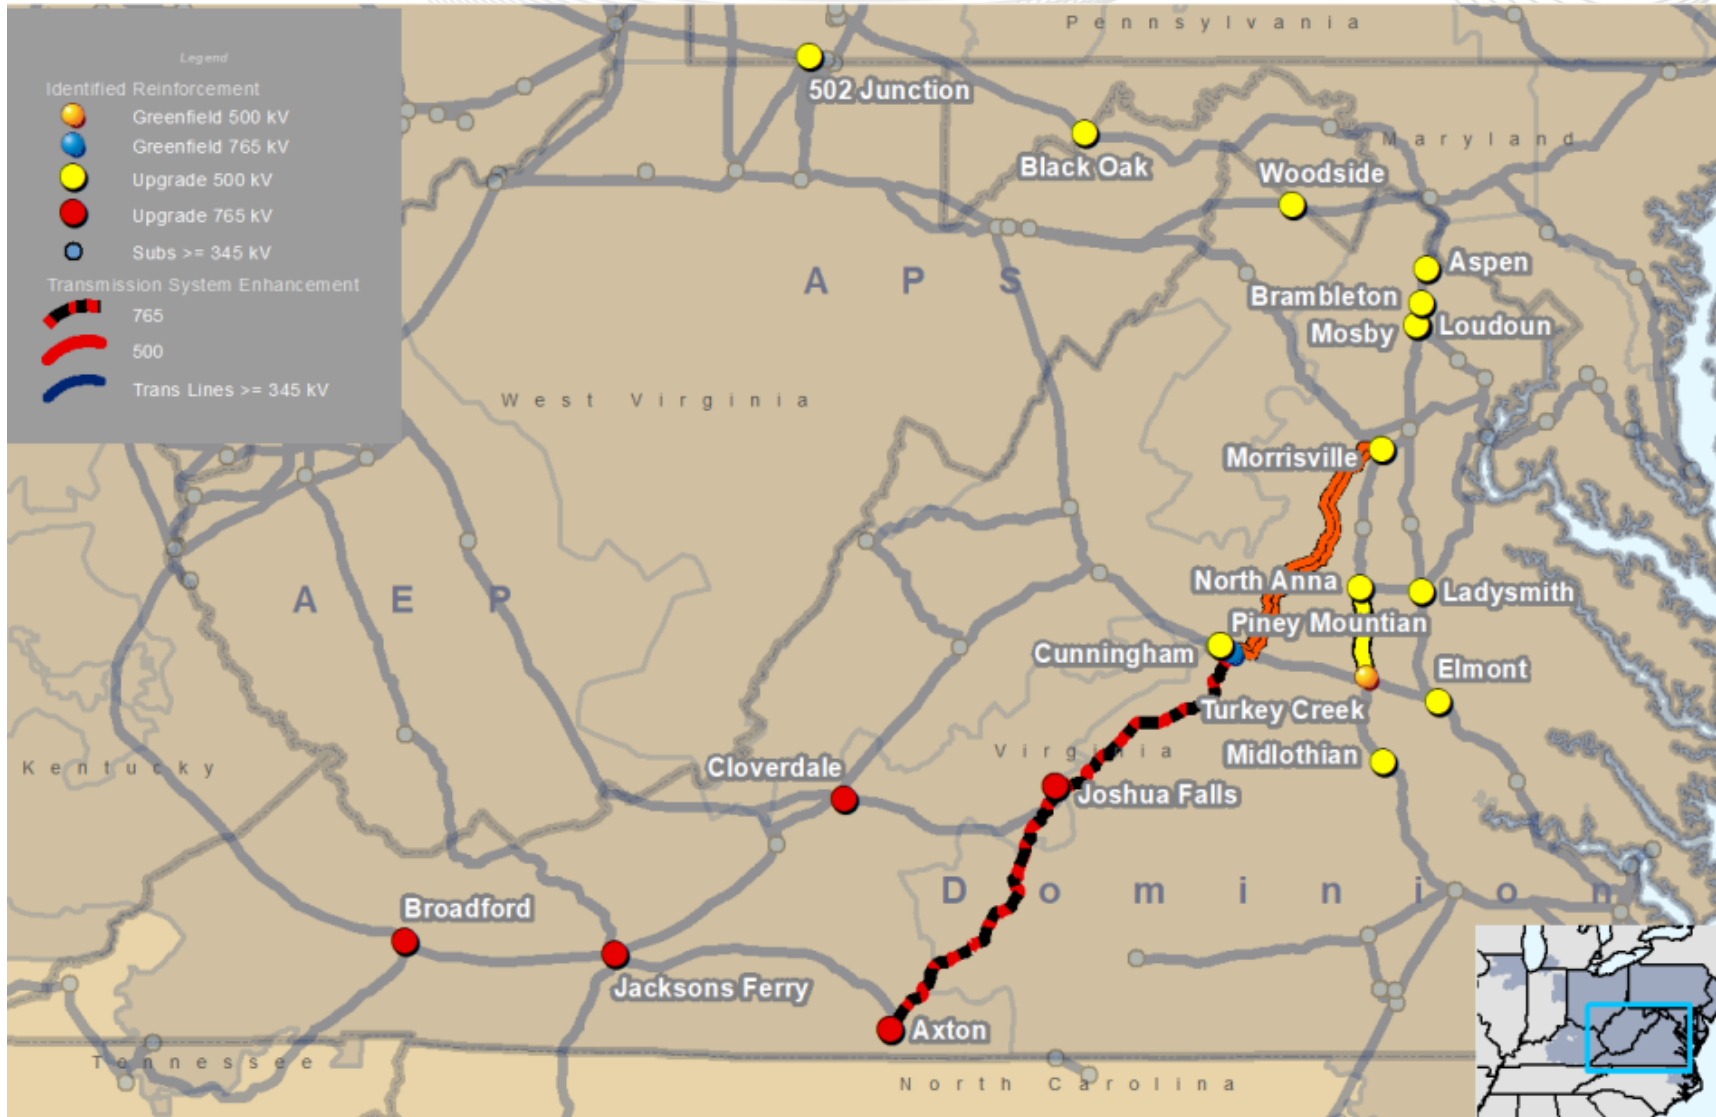 Pennsylvania
Legend
Identified Reinforcement
Greenfield 500 kV
Greenfield 765 kV
Upgrade 500 kV
Upgrade 765 kV
Subs >= 345 kV
Transmission System Enhancement
765
500
Trans Lines >= 345 kV
502 Junction
Black Oak
Maryland
Woodside
APS
Aspen
Brambleton
Mosby
Loudoun
West Virginia
Morrisville
AEP
North Anna
Ladysmith
Piney Mountian
Cunningham
Elmont
Turkey Creek
Virginia
Midlothian
Kentucky
Cloverdale
Joshua Falls
Dominion
Broadford
Jacksons Ferry
Axton
Tennessee
North Carolina